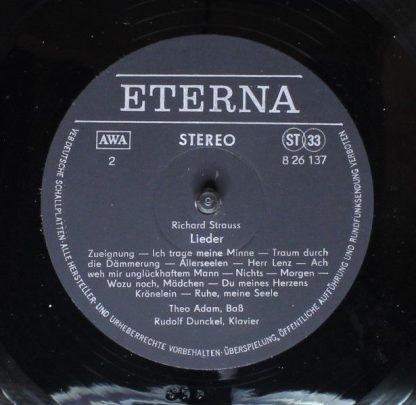 ETERNA
AWA
STEREO
ST 33
2
8 26 137
Richard Strauss
Lieder
Zueignung — Ich trage meine Minne — Traum durch
die Dämmerung — Allerseelen — Herr Lenz — Ach
weh mir unglückhaftem Mann — Nichts — Morgen —
Wozu noch, Mädchen — Du meines Herzens
Krönelein — Ruhe, meine Seele
Theo Adam, Baß
Rudolf Dunckel, Klavier
VEB DEUTSCHE SCHALLPLATTEN · ALLE HERSTELLER- UND URHEBERRECHTE VORBEHALTEN · ÜBERSPIELUNG, ÖFFENTLICHE AUFFÜHRUNG UND RUNDFUNKSENDUNG VERBOTEN